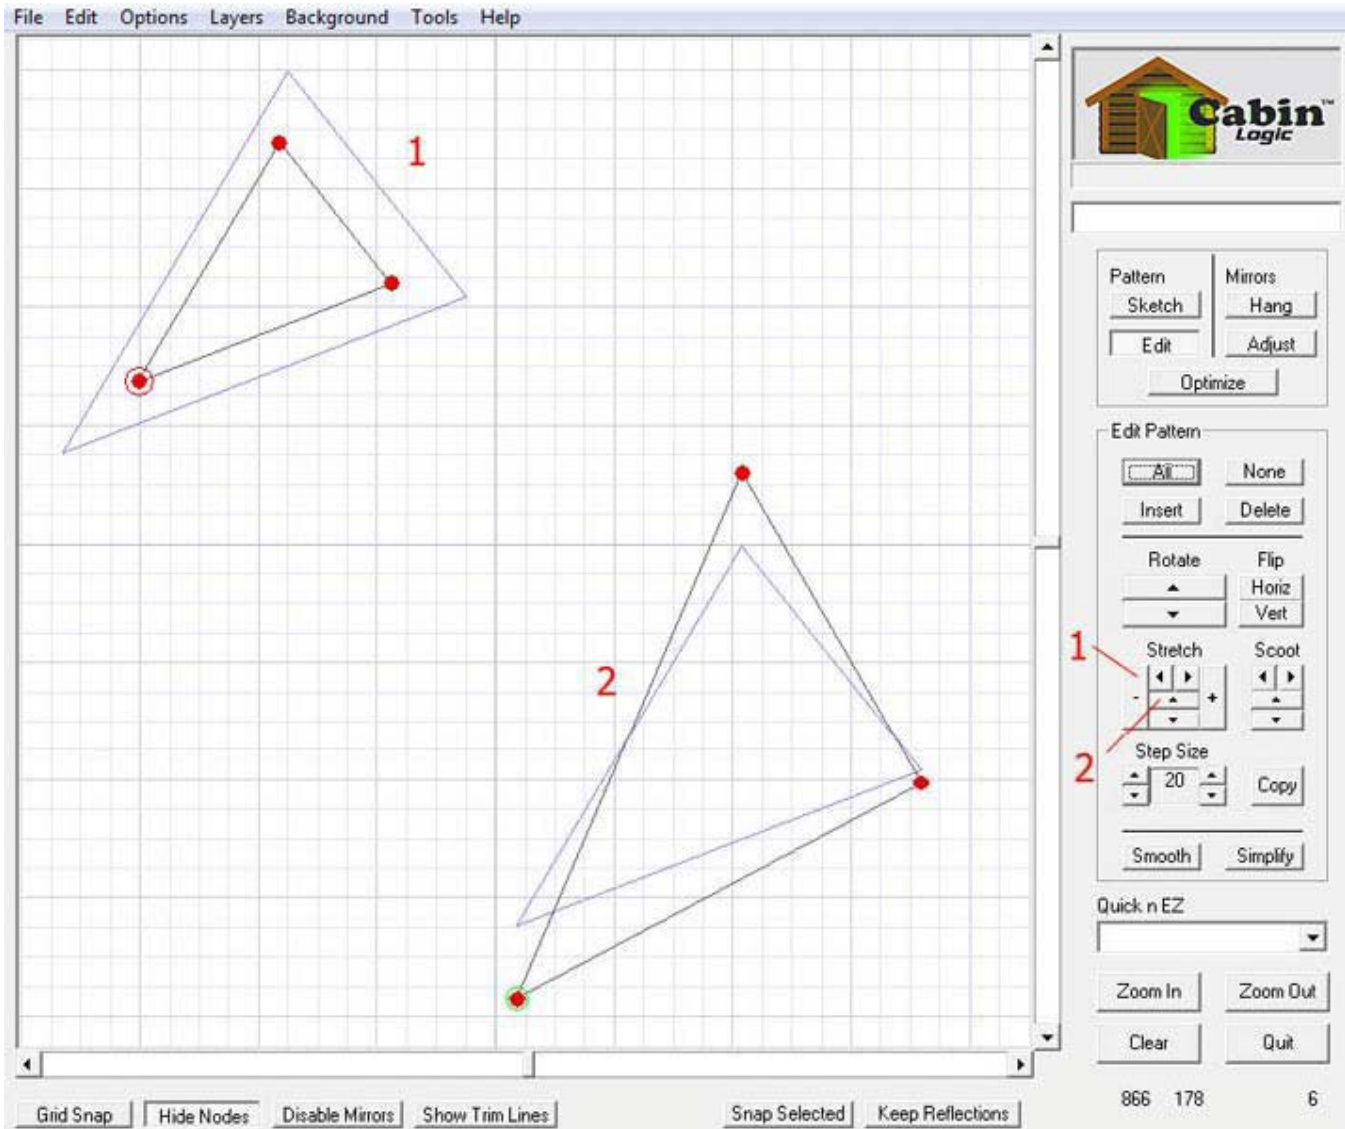 File Edit Options Layers Background Tools Help
1
2
Cabin™
Logic
Pattern Mirrors
Sketch Hang
Edit Adjust
Optimize
Edit Pattern
All None
Insert Delete
Rotate Flip
Horiz
Vert
1 Stretch Scoot
- +
2 Step Size
20 Copy
Smooth Simplify
Quick n EZ
Zoom In Zoom Out
Clear Quit
866 178 6
Grid Snap Hide Nodes Disable Mirrors Show Trim Lines Snap Selected Keep Reflections